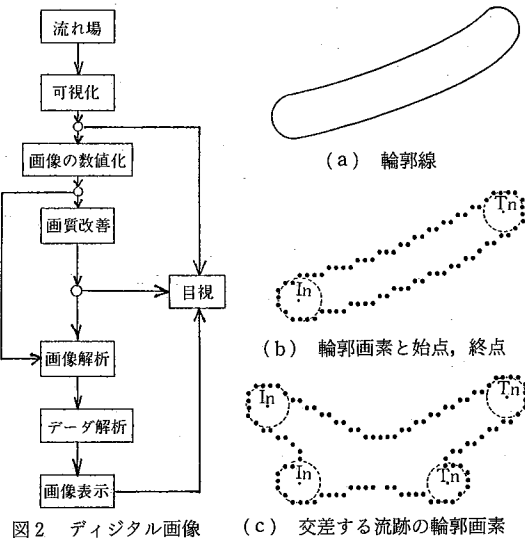 流れ場
可視化
画像の数値化
画質改善
目視
画像解析
データ解析
画像表示
図2 ディジタル画像
(a) 輪郭線
Tn
In
(b) 輪郭画素と始点，終点
In
Tn
In
Tn
(c) 交差する流跡の輪郭画素